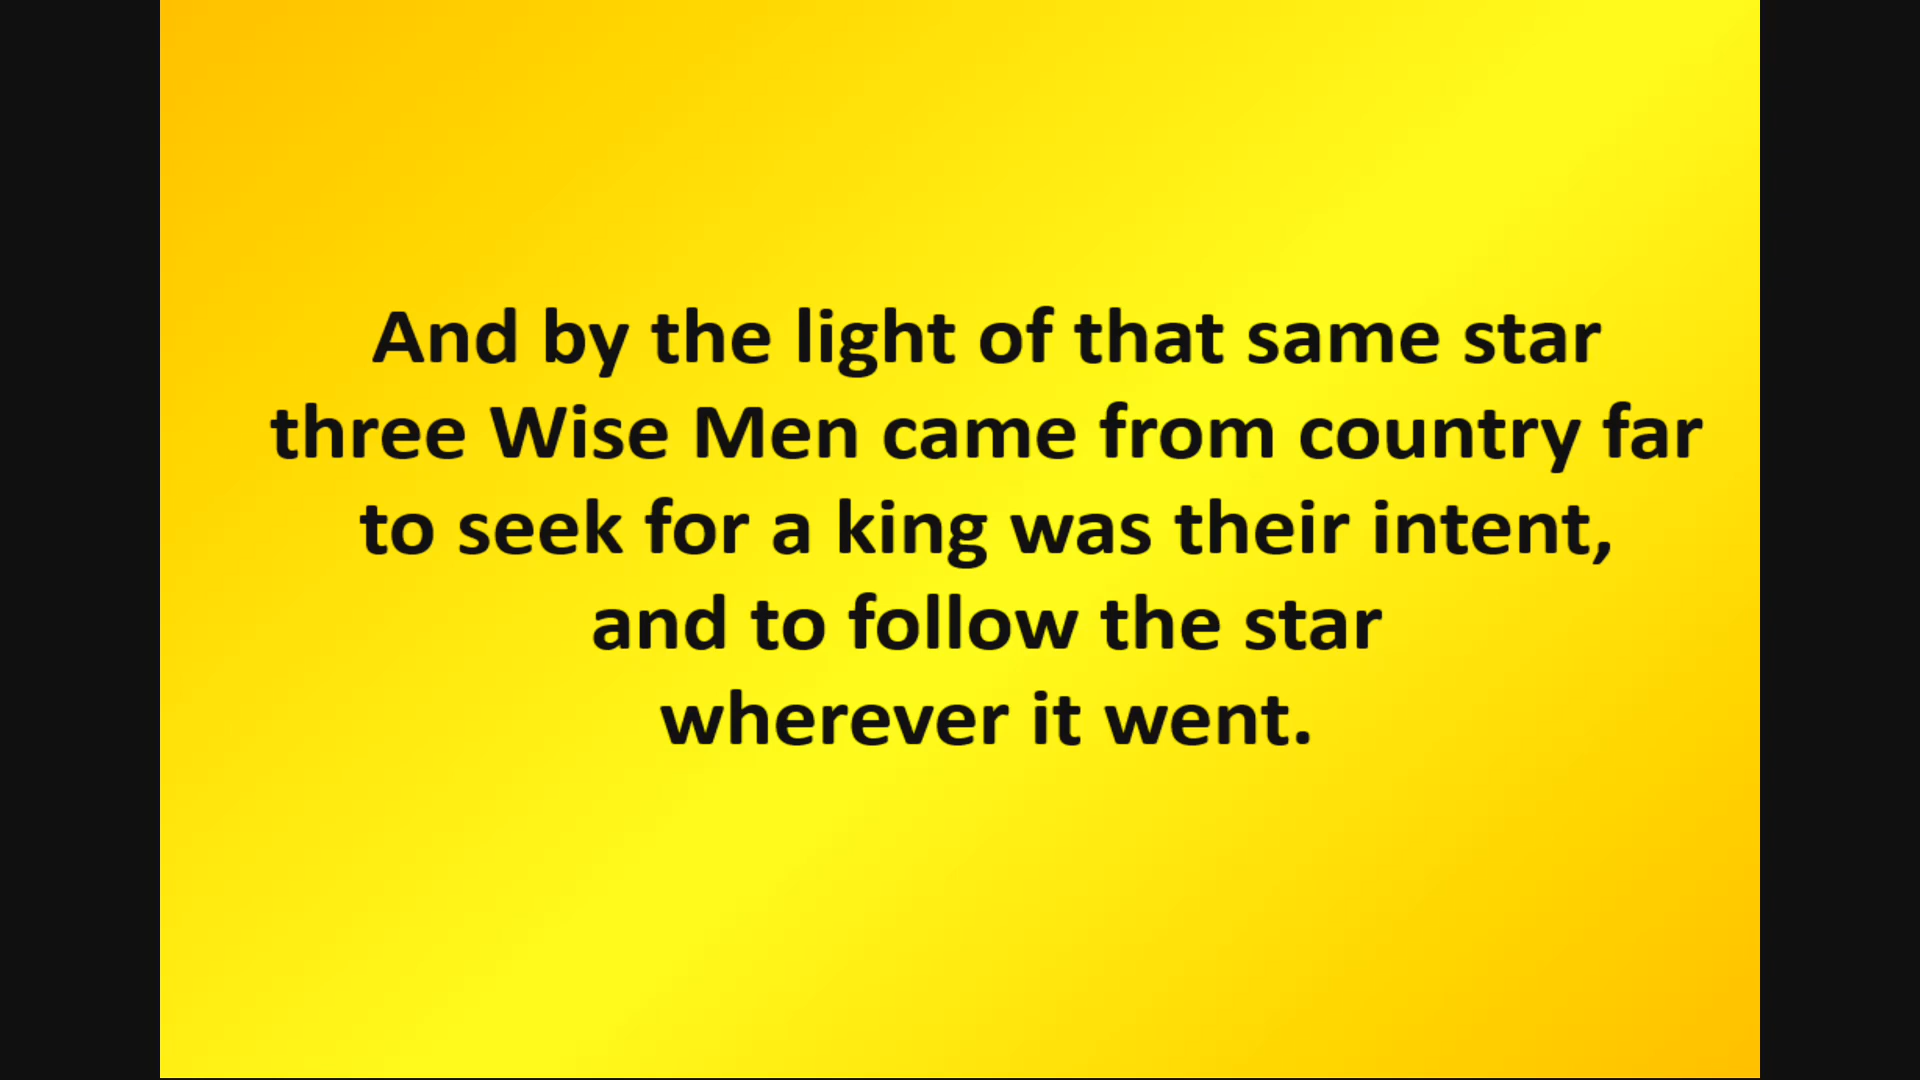 And by the light of that same star
three Wise Men came from country far
to seek for a king was their intent,
and to follow the star
wherever it went.